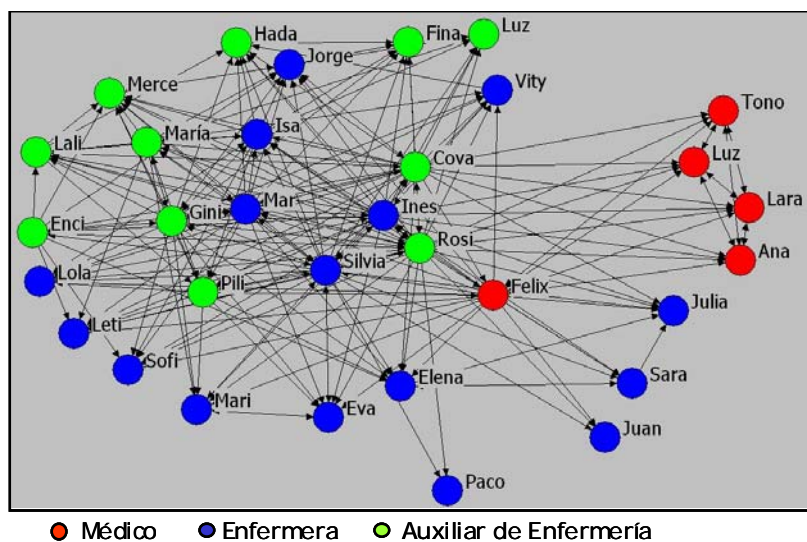 Hada
Fina
Luz
Jorge
Merce
Vity
Tono
Isa
María
Lali
Luz
Cova
Lara
Mar
Gini
Ines
Enci
Rosi
Ana
Silvia
Lola
Pili
Felix
Julia
Leti
Sofi
Elena
Sara
Mari
Eva
Juan
Paco
Médico Enfermera Auxiliar de Enfermería